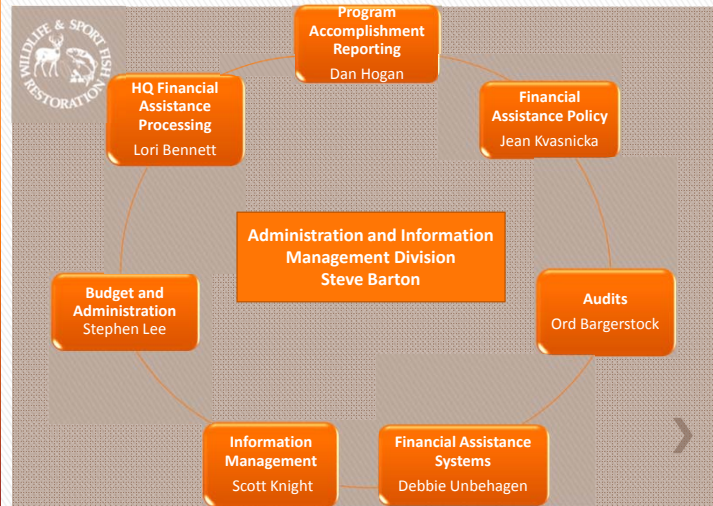 WILDLIFE & SPORT FISH
RESTORATION
Program
Accomplishment
Reporting
Dan Hogan
Financial
Assistance Policy
Jean Kvasnicka
Audits
Ord Bargerstock
Financial Assistance
Systems
Debbie Unbehagen
Information
Management
Scott Knight
Budget and
Administration
Stephen Lee
HQ Financial
Assistance
Processing
Lori Bennett
Administration and Information
Management Division
Steve Barton